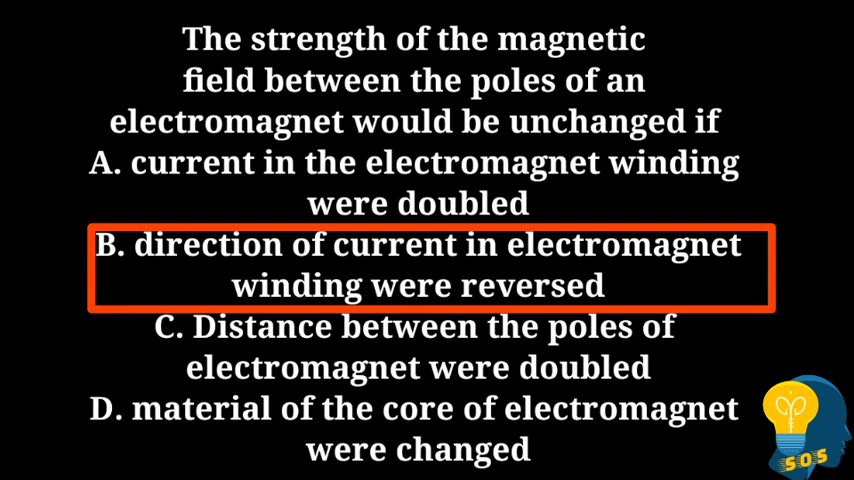 The strength of the magnetic
field between the poles of an
electromagnet would be unchanged if
A. current in the electromagnet winding
were doubled
B. direction of current in electromagnet
winding were reversed
C. Distance between the poles of
electromagnet were doubled
D. material of the core of electromagnet
were changed
SOS